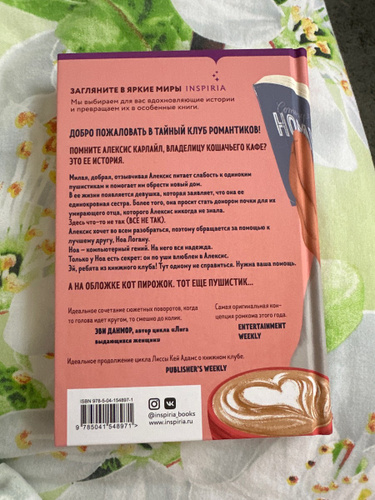 ЗАГЛЯНИТЕ В ЯРКИЕ МИРЫ INSPIRIA
Мы выбираем для вас вдохновляющие истории
и превращаем их в особенные книги.
ДОБРО ПОЖАЛОВАТЬ В ТАЙНЫЙ КЛУБ РОМАНТИКОВ!
ПОМНИТЕ АЛЕКСИС КАРЛАЙЛ, ВЛАДЕЛИЦУ КОШАЧЬЕГО КАФЕ?
ЭТО ЕЕ ИСТОРИЯ.
Милая, добрая, отзывчивая Алексис питает слабость к одиноким
пушистикам и помогает им обрести новый дом.
В ее жизни появляется девушка, которая заявляет, что она ее
единокровная сестра. Более того, она просит стать донором почки для их
умирающего отца, которого Алексис никогда не знала.
Здесь что-то не так (ВСЕ НЕ ТАК).
Алексис хочет во всем разобраться, поэтому обращается за помощью к
лучшему другу, Ноа Логану.
Ноа – компьютерный гений. На него вся надежда.
Только у Ноа есть секрет: он по уши влюблен в Алексис.
Эй, ребята из книжного клуба! Тут одному не справиться. Нужна ваша помощь.
А НА ОБЛОЖКЕ КОТ ПИРОЖОК. ТОТ ЕЩЕ ПУШИСТИК...
Идеальное сочетание сюжетных поворотов, когда
то голова идет кругом, то смешно до колик.
ЭВИ ДАНМОР, автор цикла «Лига
выдающихся женщин»
Самая оригинальная кон-
цепция ромкома этого года.
ENTERTAINMENT
WEEKLY
Идеальное продолжение цикла Лиссы Кей Адамс о книжном клубе.
PUBLISHER'S WEEKLY
ISBN 978-5-04-154897-1
9 785041 548971 >
@inspiria_books
www.inspiria.ru